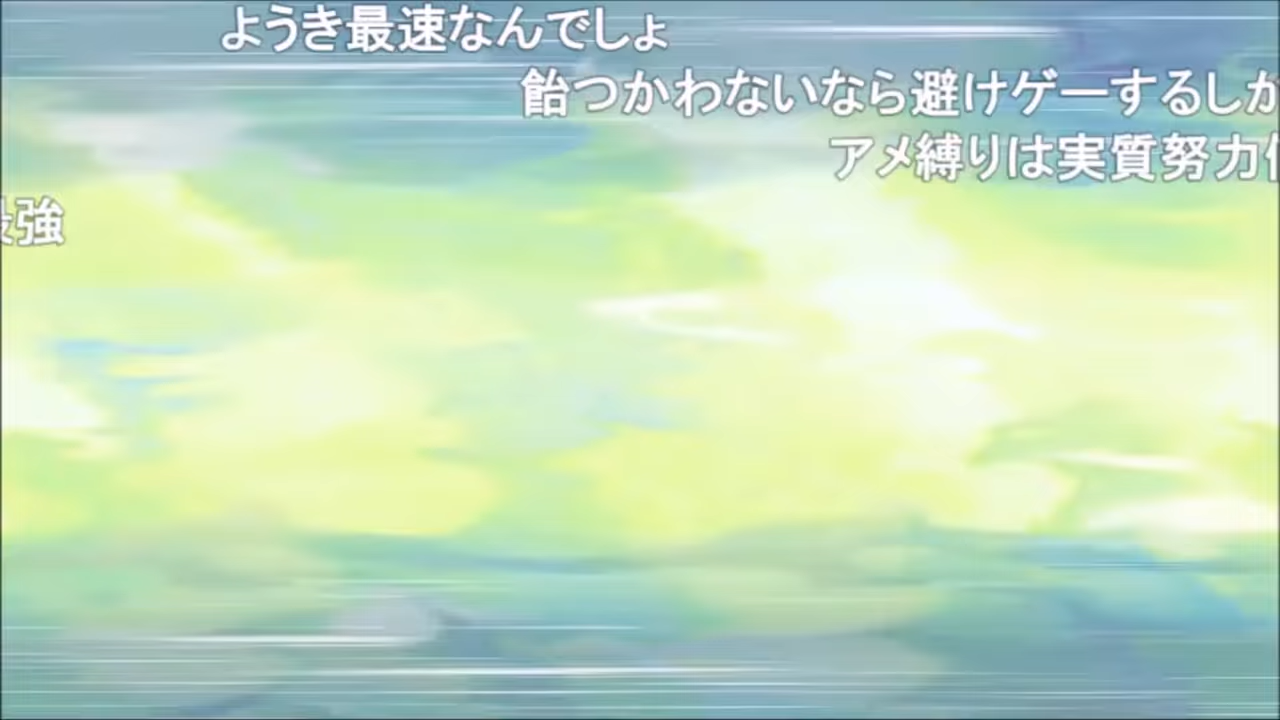 ようき最速なんでしょ
飴つかわないなら避けゲーするしか
アメ縛りは実質努力
強